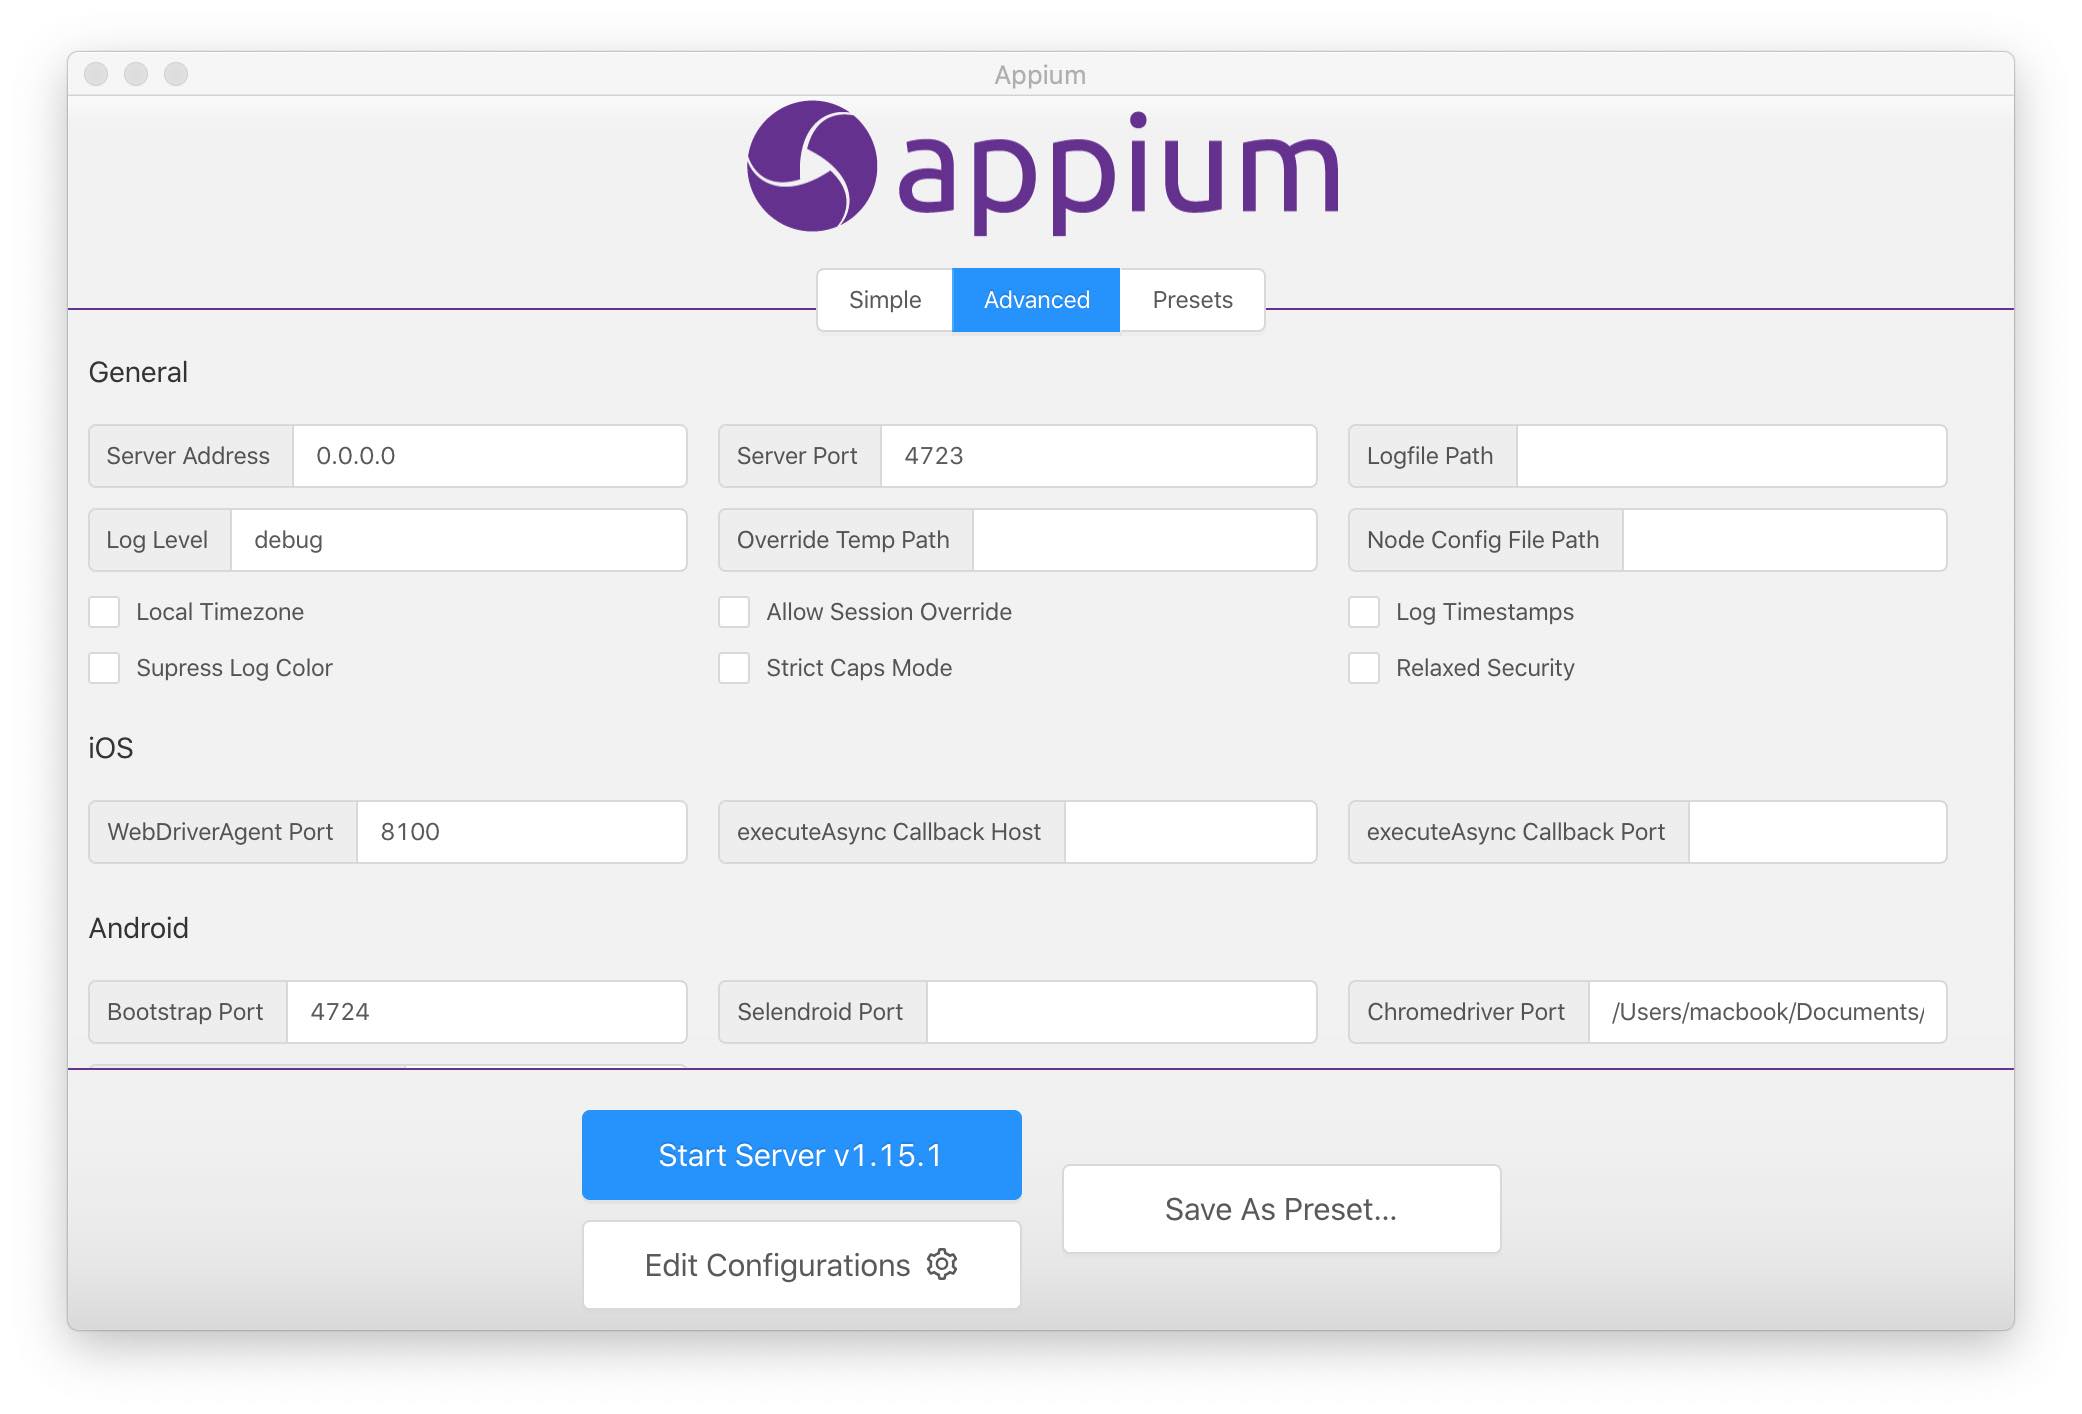 Appium
appium
Simple Advanced Presets
General
Server Address 0.0.0.0 Server Port 4723 Logfile Path
Log Level debug Override Temp Path Node Config File Path
Local Timezone Allow Session Override Log Timestamps
Supress Log Color Strict Caps Mode Relaxed Security
iOS
WebDriverAgent Port 8100 executeAsync Callback Host executeAsync Callback Port
Android
Bootstrap Port 4724 Selendroid Port Chromedriver Port /Users/macbook/Documents/
Start Server v1.15.1
Save As Preset...
Edit Configurations